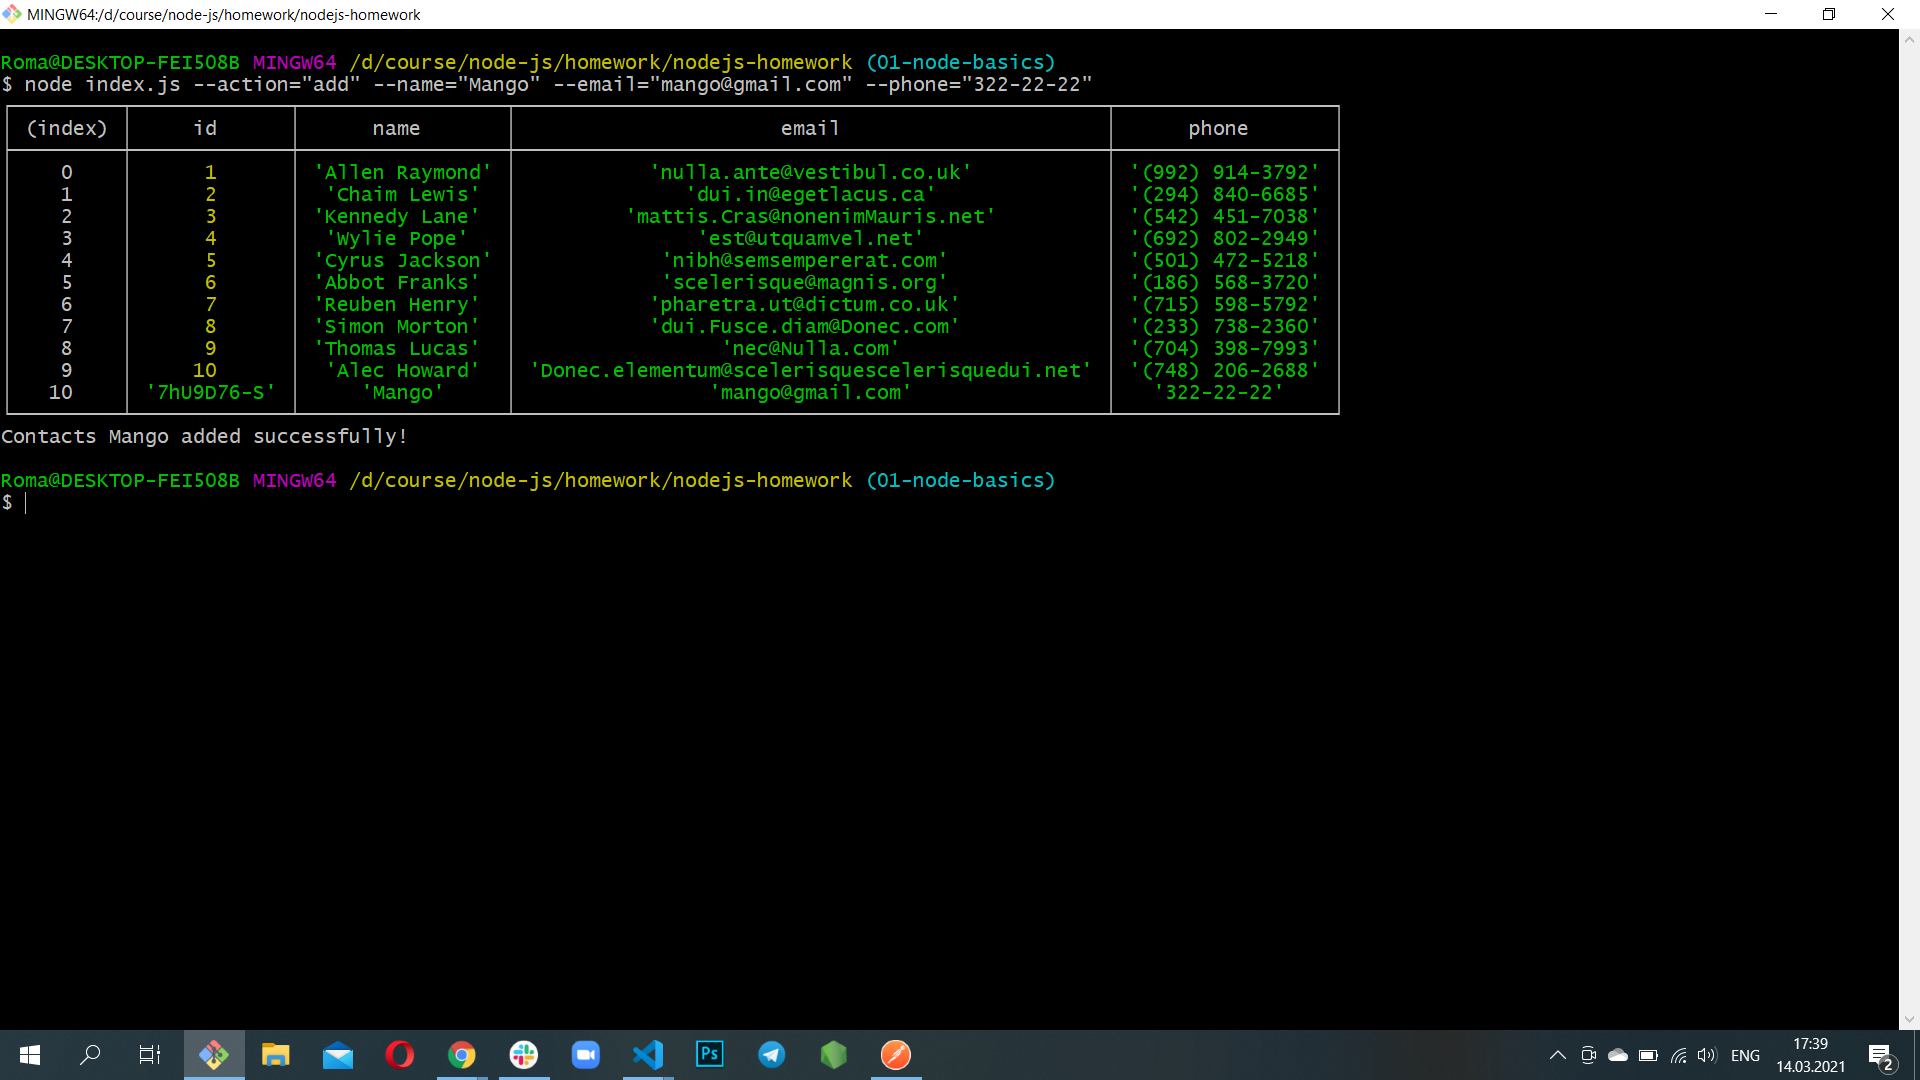 MINGW64:/d/course/node-js/homework/nodejs-homework
Roma@DESKTOP-FEI508B MINGW64 /d/course/node-js/homework/nodejs-homework (01-node-basics)
$ node index.js --action="add" --name="Mango" --email="mango@gmail.com" --phone="322-22-22"
(index) id name email phone
0 1 'Allen Raymond' 'nulla.ante@vestibul.co.uk' '(992) 914-3792'
1 2 'Chaim Lewis' 'dui.in@egetlacus.ca' '(294) 840-6685'
2 3 'Kennedy Lane' 'mattis.Cras@nonenimMauris.net' '(542) 451-7038'
3 4 'Wylie Pope' 'est@utquamvel.net' '(692) 802-2949'
4 5 'Cyrus Jackson' 'nibh@semsempererat.com' '(501) 472-5218'
5 6 'Abbot Franks' 'scelerisque@magnis.org' '(186) 568-3720'
6 7 'Reuben Henry' 'pharetra.ut@dictum.co.uk' '(715) 598-5792'
7 8 'Simon Morton' 'dui.Fusce.diam@Donec.com' '(233) 738-2360'
8 9 'Thomas Lucas' 'nec@Nulla.com' '(704) 398-7993'
9 10 'Alec Howard' 'Donec.elementum@scelerisquescelerisquedui.net' '(748) 206-2688'
10 '7hU9D76-S' 'Mango' 'mango@gmail.com' '322-22-22'
Contacts Mango added successfully!
Roma@DESKTOP-FEI508B MINGW64 /d/course/node-js/homework/nodejs-homework (01-node-basics)
$
Ps
ENG
17:39
14.03.2021
2